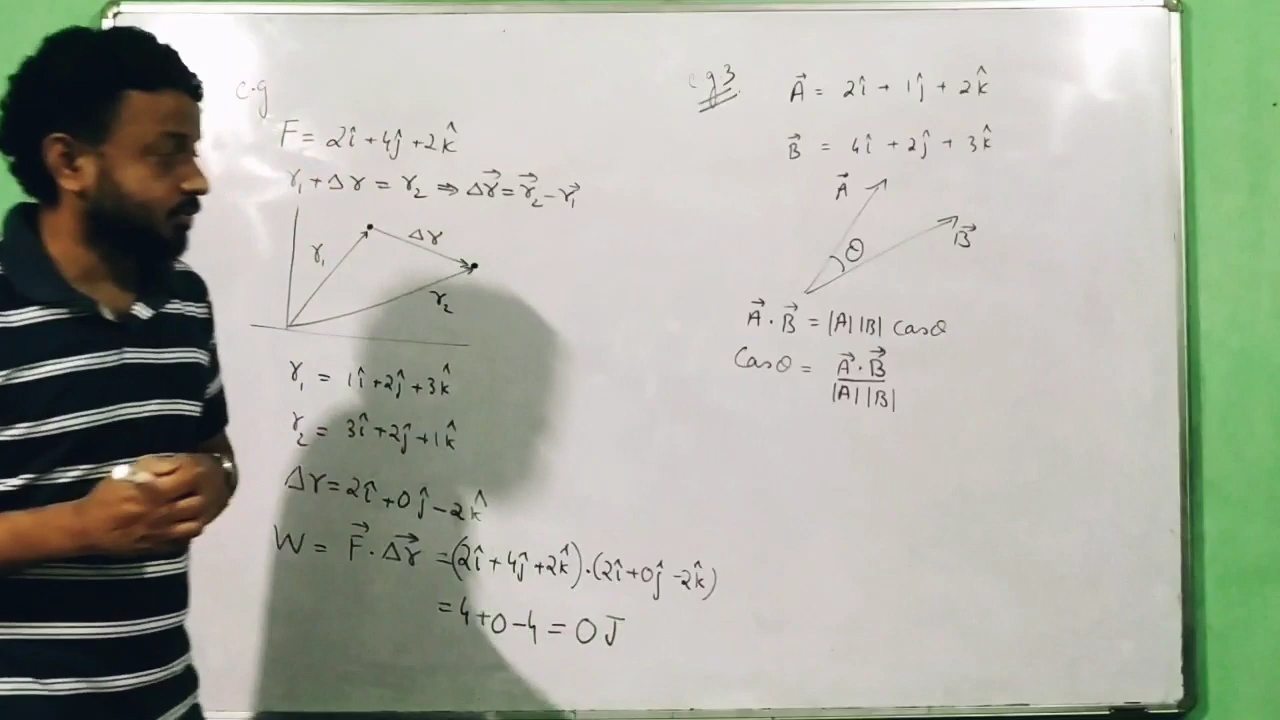 e.g
F = 2î + 4ĵ + 2k̂
r₁ + Δr = r₂ ⇒ Δr⃗ = r⃗₂ - r⃗₁
r₁
Δr
r₂
r₁ = 1î + 2ĵ + 3k̂
r₂ = 3î + 2ĵ + 1k̂
Δr = 2î + 0ĵ - 2k̂
W = F⃗ · Δr⃗ = (2î + 4ĵ + 2k̂) · (2î + 0ĵ - 2k̂)
= 4 + 0 - 4 = 0 J
e.g 3
A⃗ = 2î + 1ĵ + 2k̂
B⃗ = 4î + 2ĵ + 3k̂
A⃗
θ
B⃗
A⃗ · B⃗ = |A| |B| Cosθ
Cosθ = A⃗ · B⃗
|A| |B|